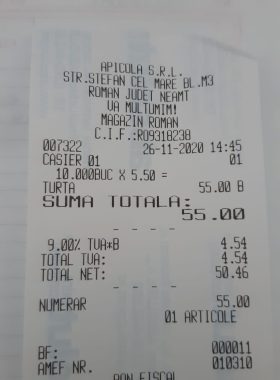 APICOLA S.R.L.
STR.STEFAN CEL MARE BL.M3
ROMAN JUDET NEAMT
VA MULTUMIM!
MAGAZIN ROMAN
C.I.F.:RO9318238
007322 26-11-2020 14:45
CASIER 01 01
10.000BUC X 5.50 =
TURTA 55.00 B
SUMA TOTALA:
55.00
- - - -
9.00% TVA*B 4.54
TOTAL TVA: 4.54
TOTAL NET: 50.46
- - - -
NUMERAR 55.00
01 ARTICOLE
- - - -
BF: 000011
AMEF NR. 010310
BON FISCAL